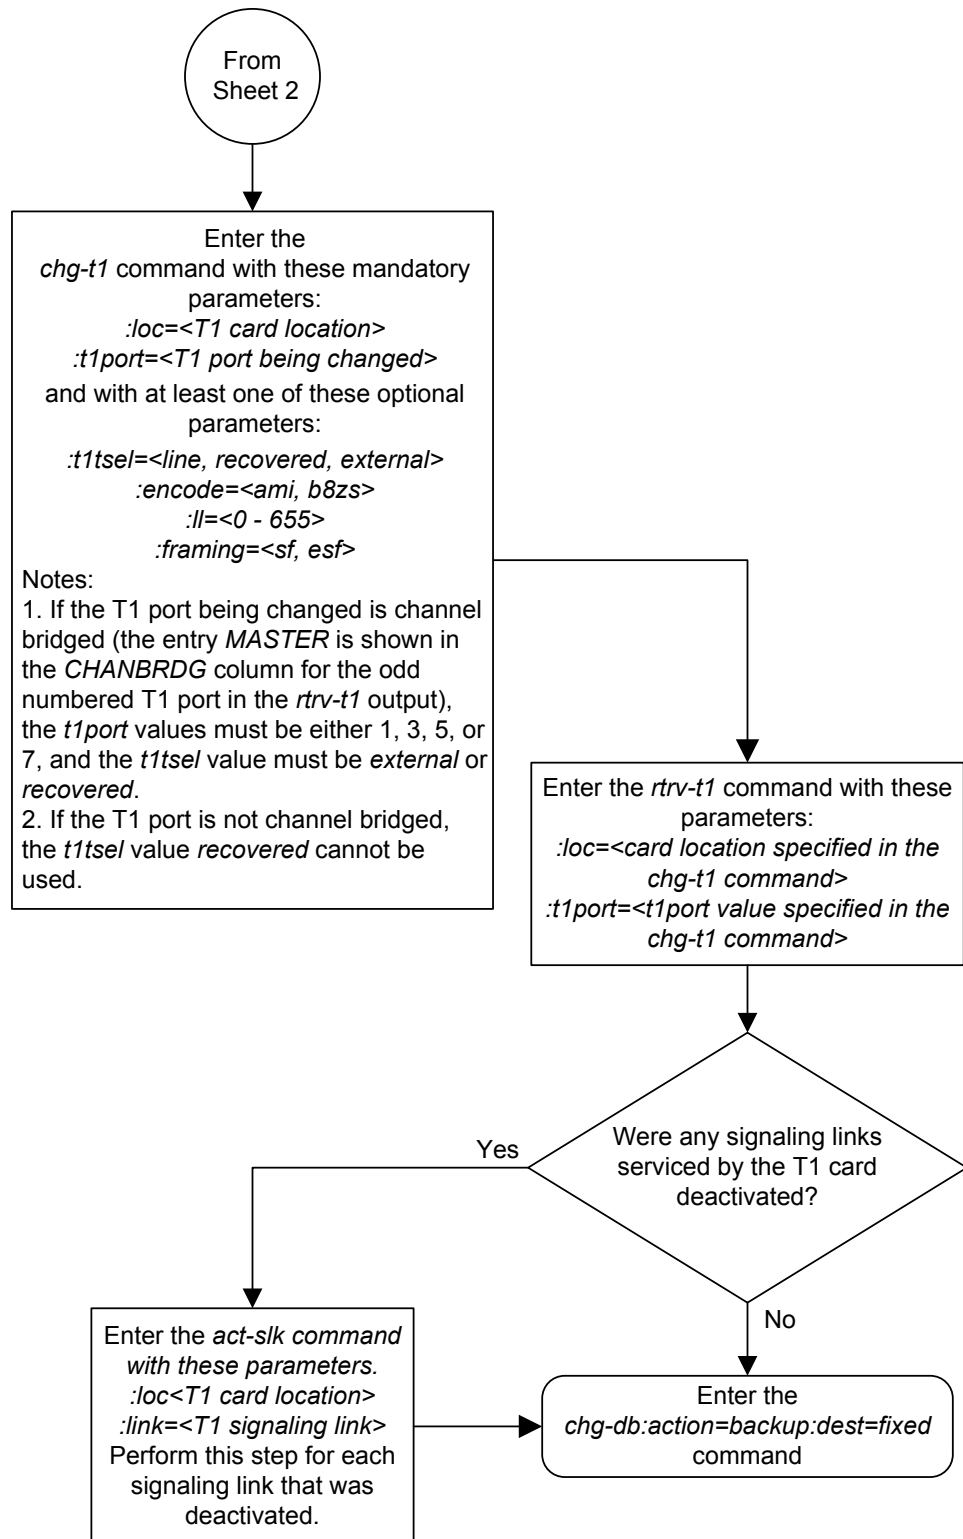 From
Sheet 2
Enter the
chg-t1 command with these mandatory
parameters:
:loc=<T1 card location>
:t1port=<T1 port being changed>
and with at least one of these optional
parameters:
:t1tsel=<line, recovered, external>
:encode=<ami, b8zs>
:ll=<0 - 655>
:framing=<sf, esf>
Notes:
1. If the T1 port being changed is channel
bridged (the entry MASTER is shown in
the CHANBRDG column for the odd
numbered T1 port in the rtrv-t1 output),
the t1port values must be either 1, 3, 5, or
7, and the t1tsel value must be external or
recovered.
2. If the T1 port is not channel bridged,
the t1tsel value recovered cannot be
used.
Enter the rtrv-t1 command with these
parameters:
:loc=<card location specified in the
chg-t1 command>
:t1port=<t1port value specified in the
chg-t1 command>
Were any signaling links
serviced by the T1 card
deactivated?
Yes
No
Enter the act-slk command
with these parameters.
:loc<T1 card location>
:link=<T1 signaling link>
Perform this step for each
signaling link that was
deactivated.
Enter the
chg-db:action=backup:dest=fixed
command